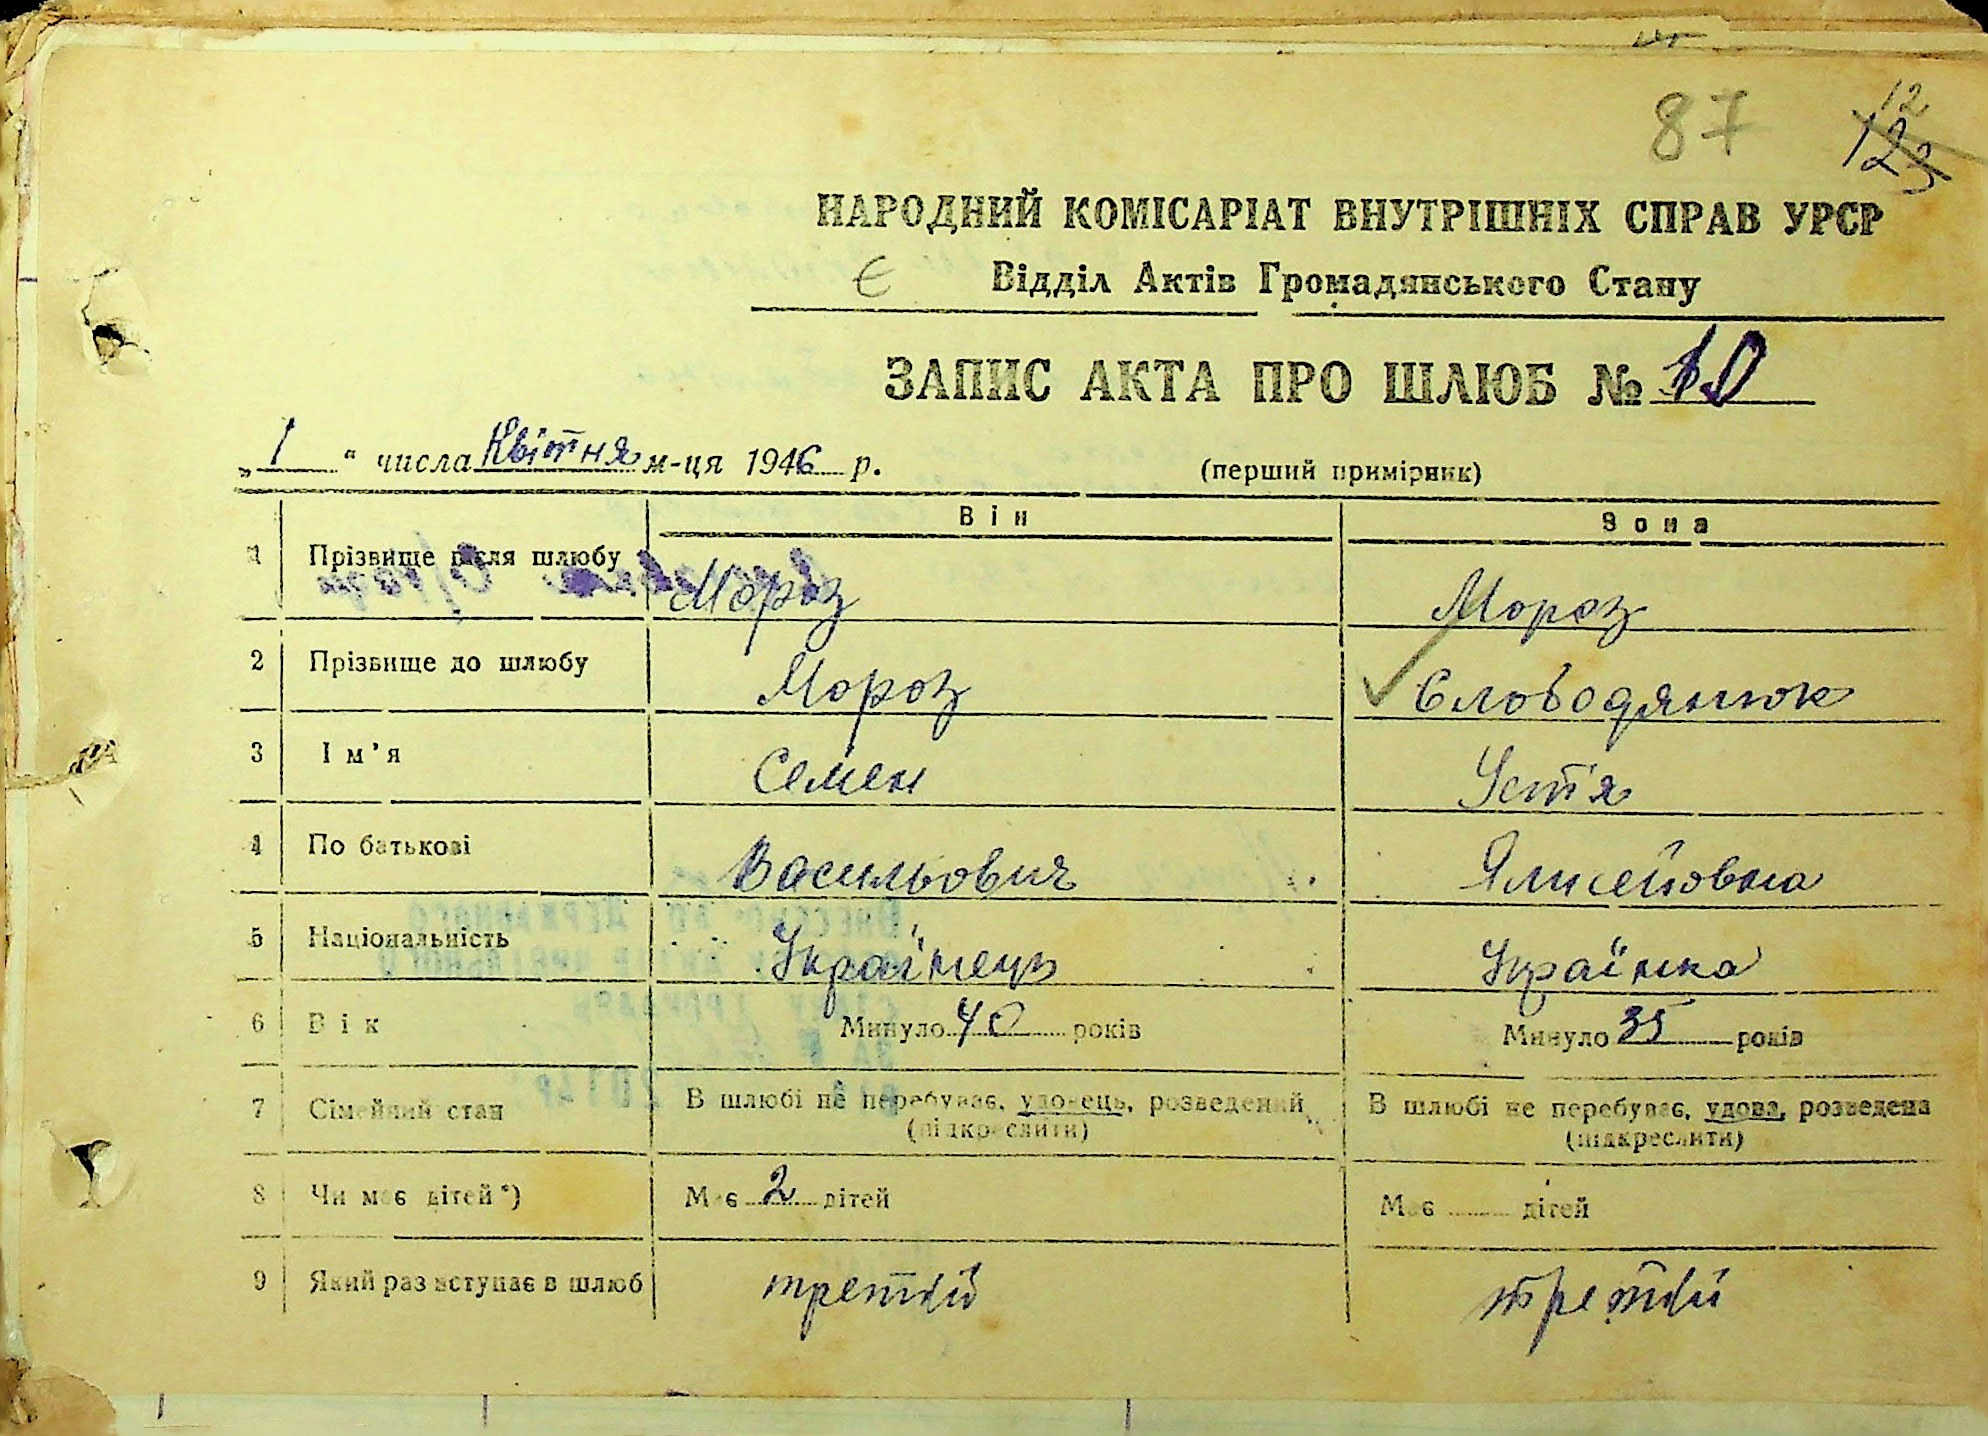 87
12
123
НАРОДНИЙ КОМІСАРІАТ ВНУТРІШНІХ СПРАВ УРСР
Є Відділ Актів Громадянського Стану
ЗАПИС АКТА ПРО ШЛЮБ № 10
„1“ числа Квітня м-ця 1946 р. (перший примірник)
Він Вона
1 Прізвище після шлюбу Мороз Мороз
2 Прізвище до шлюбу Мороз Слободянюк
3 Ім'я Семен Устя
4 По батькові Васильович Ялисейовна
5 Національність Українець Українка
6 Вік Минуло 40 років Минуло 35 років
7 Сімейний стан В шлюбі не перебуває, удовець, розведений В шлюбі не перебуває, удова, розведена
(підкреслити) (підкреслити)
8 Чи має дітей*) Має 2 дітей Має ........ дітей
9 Який раз вступає в шлюб третій третій